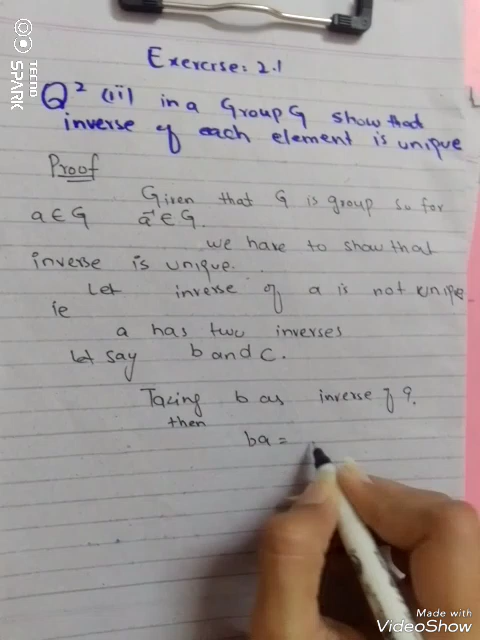 Exercise: 2.1
Q2 (ii) in a Group G show that
inverse of each element is unique
Proof
Given that G is group so for
a ∈ G a⁻¹ ∈ G.
we have to show that
inverse is unique.
Let inverse of a is not unique
ie
a has two inverses
Let say b and c.
Taking b as inverse of a.
then
ba =
TECNO
SPARK
Made with
VideoShow